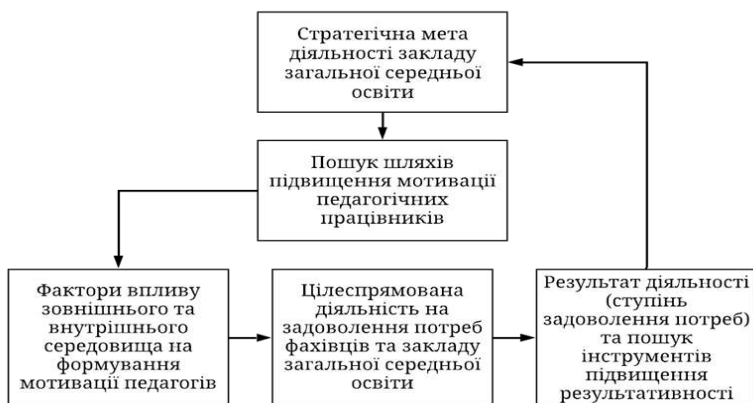 Стратегічна мета
діяльності закладу
загальної середньої
освіти
Пошук шляхів
підвищення мотивації
педагогічних
працівників
Фактори впливу
зовнішнього та
внутрішнього
середовища на
формування
мотивації педагогів
Цілеспрямована
діяльність на
задоволення потреб
фахівців та закладу
загальної середньої
освіти
Результат діяльності
(ступінь
задоволення потреб)
та пошук
інструментів
підвищення
результативності